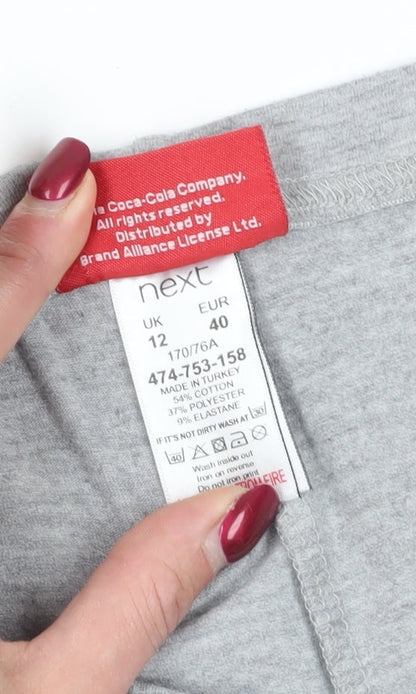 Coca-Cola Company.
All rights reserved.
Distributed by
Brand Alliance License Ltd.
next
UK EUR
12 40
170/76A
474-753-158
MADE IN TURKEY
54% COTTON
37% POLYESTER
9% ELASTANE
IF IT'S NOT DIRTY WASH AT 30
40
Wash inside out
Iron on reverse
Do not iron print
FIRE